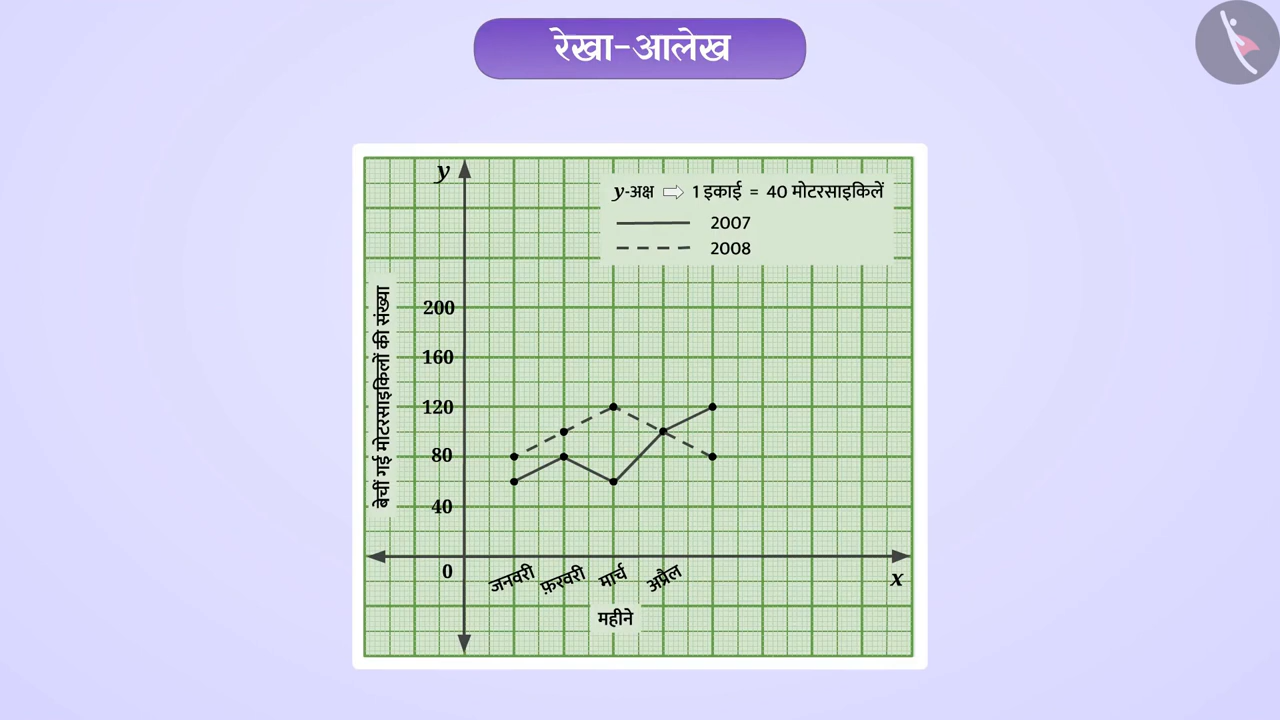 रेखा-आलेख
y
y-अक्ष ⇨ 1 इकाई = 40 मोटरसाइकिलें
2007
2008
बेचीं गई मोटरसाइकिलों की संख्या
200
160
120
80
40
0
जनवरी फ़रवरी मार्च अप्रैल
x
महीने